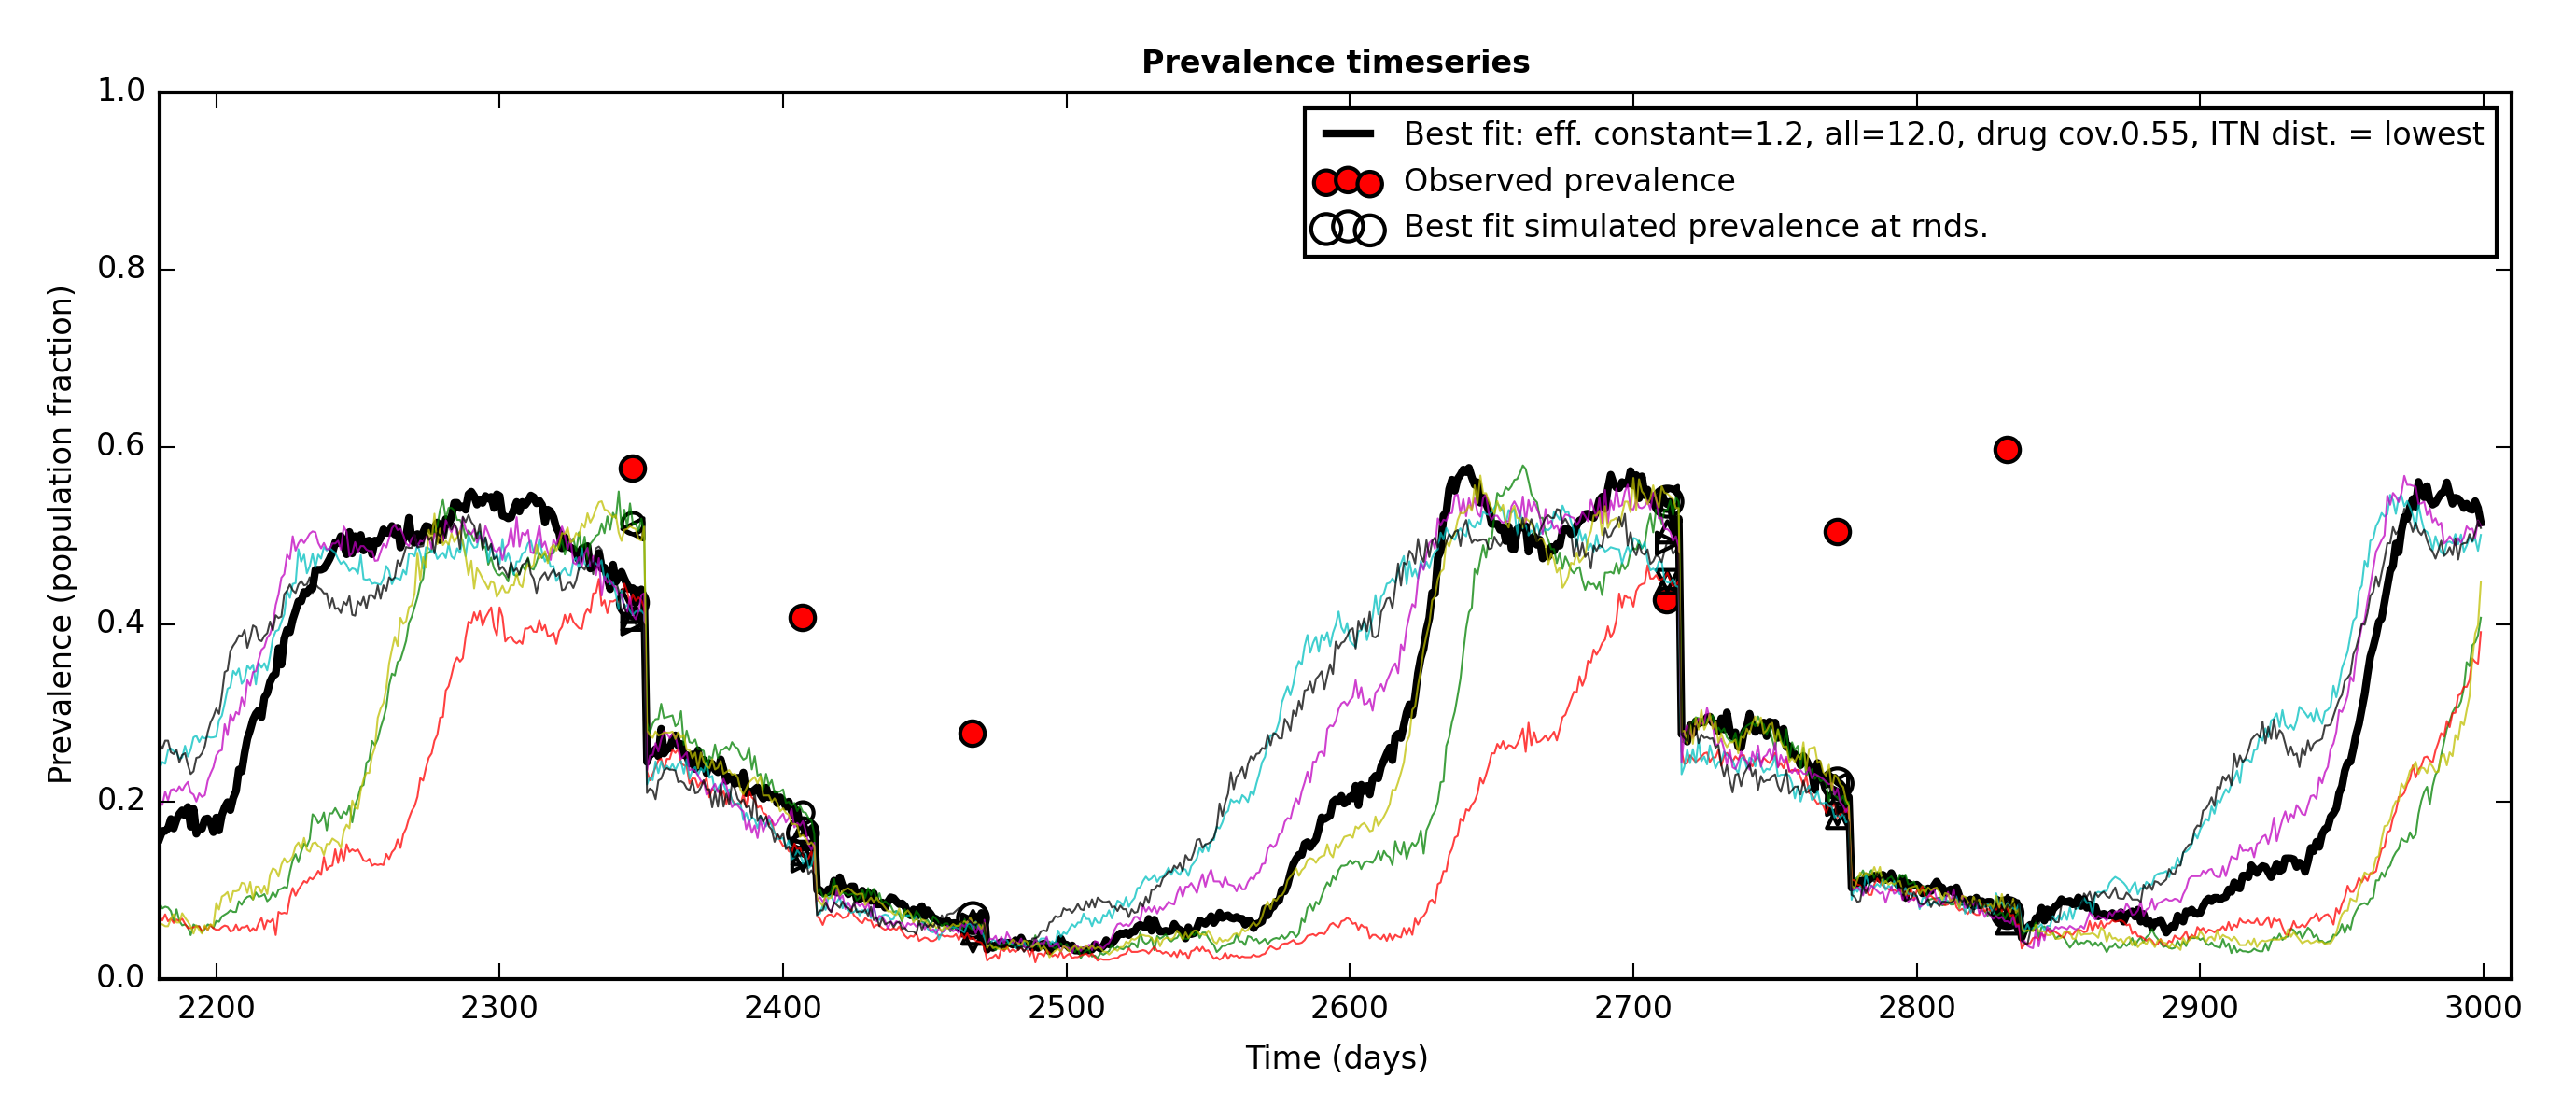 Prevalence timeseries
Best fit: eff. constant=1.2, all=12.0, drug cov.0.55, ITN dist. = lowest
Observed prevalence
Best fit simulated prevalence at rnds.
Prevalence (population fraction)
1.0
0.8
0.6
0.4
0.2
0.0
2200 2300 2400 2500 2600 2700 2800 2900 3000
Time (days)